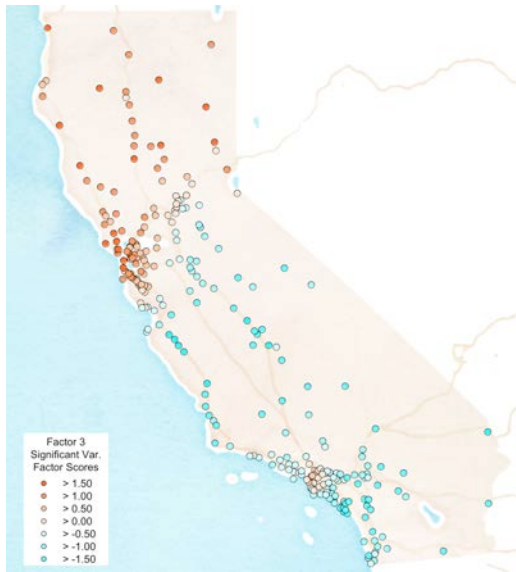 Factor 3
Significant Var.
Factor Scores
> 1.50
> 1.00
> 0.50
> 0.00
> -0.50
> -1.00
> -1.50